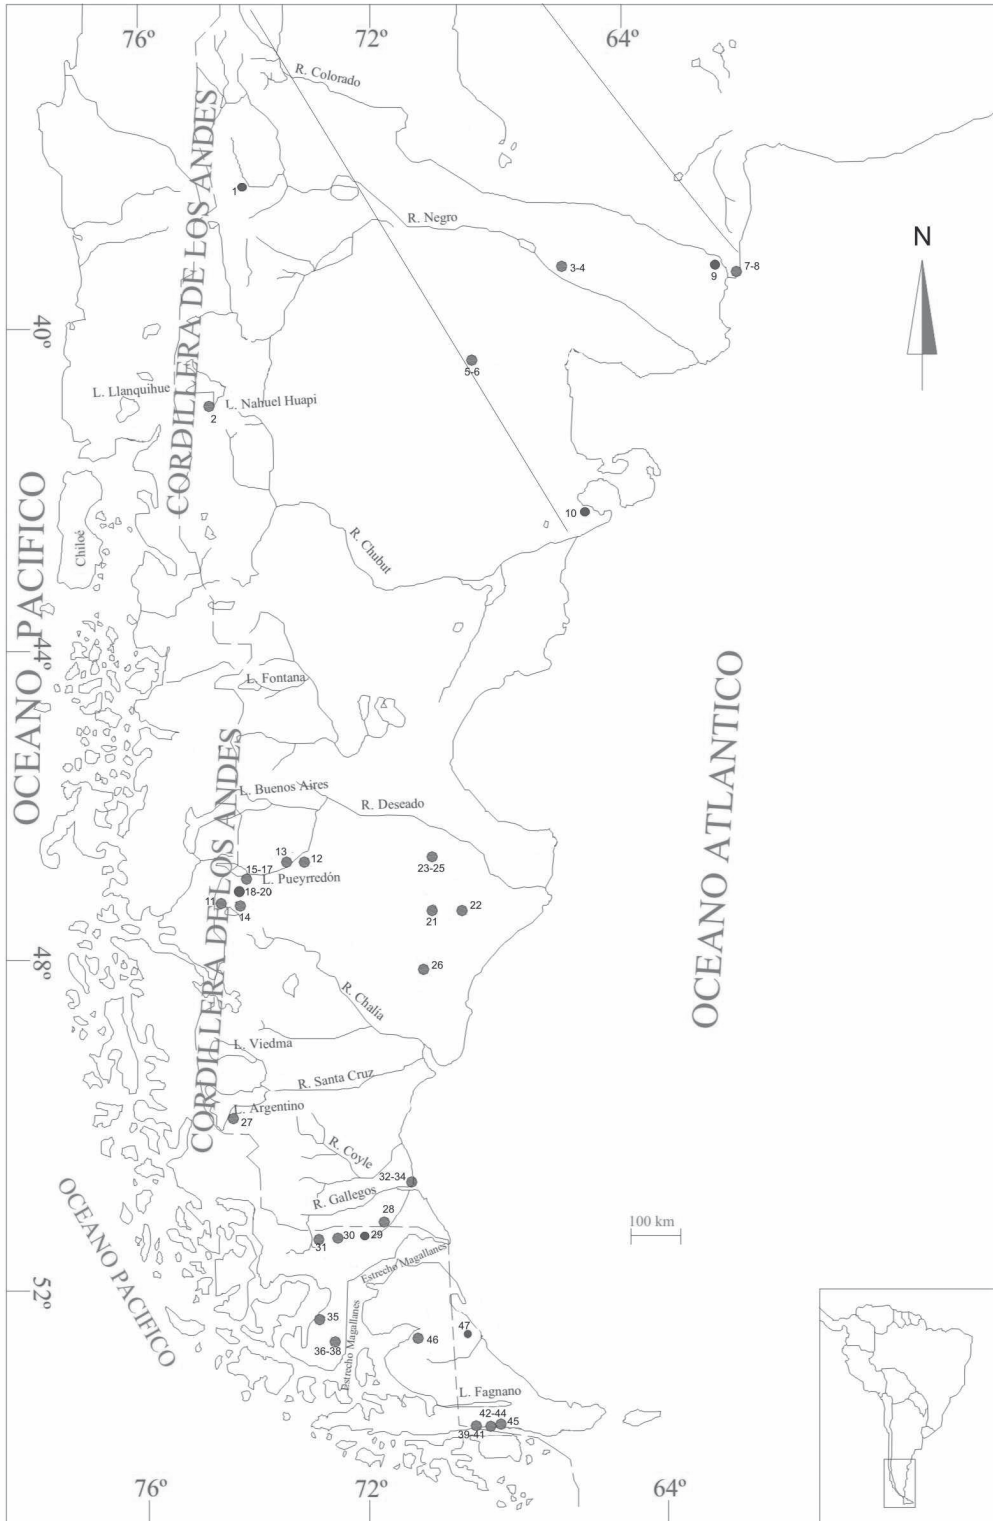 76º
72º
64º
R. Colorado
CORDILLERA DE LOS ANDES
1
R. Negro
3-4
9
7-8
N
40º
5-6
L. Llanquihue
L. Nahuel Huapi
2
10
OCEANO PACIFICO
Chiloé
R. Chubut
44º
L. Fontana
OCEANO ATLANTICO
CORDILLERA DE LOS ANDES
L. Buenos Aires
R. Deseado
13
12
23-25
15-17
L. Pueyrredón
18-20
11
14
21
22
48º
26
R. Chalía
L. Viedma
R. Santa Cruz
L. Argentino
27
R. Coyle
32-34
R. Gallegos
28
OCEANO PACIFICO
31
30
29
100 km
Estrecho Magallanes
52º
35
36-38
Estrecho Magallanes
46
47
L. Fagnano
42-44
45
39-41
76º
72º
64º